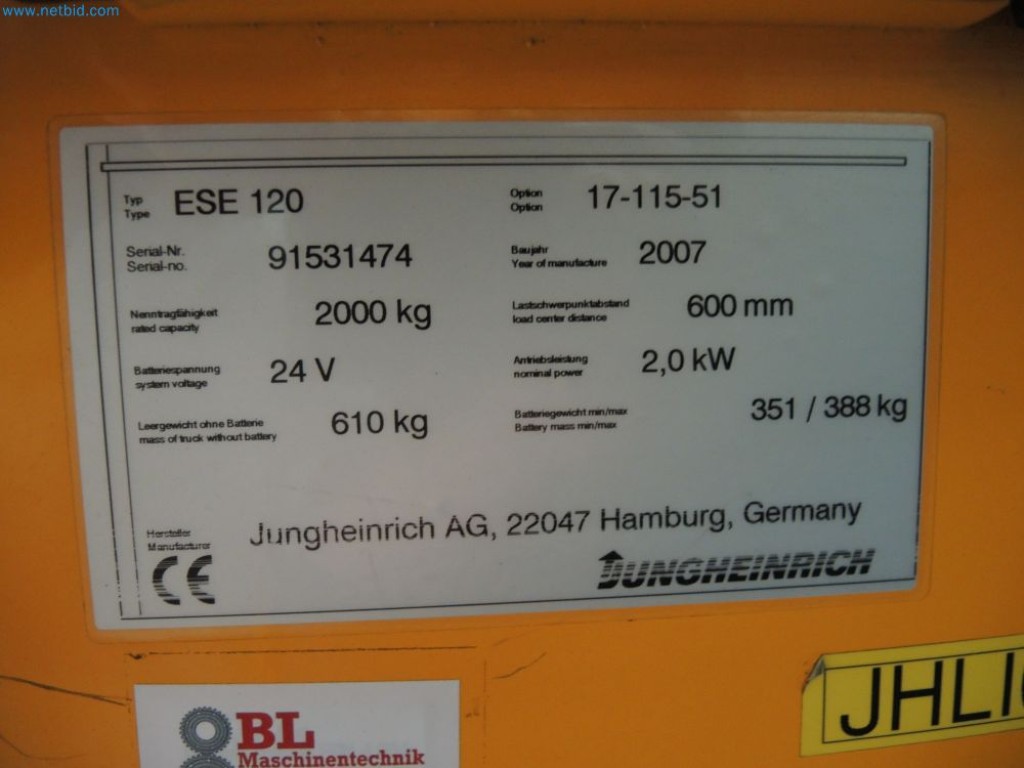 www.netbid.com
Typ
Type
ESE 120
Option
Option
17-115-51
Serial-Nr.
Serial-no.
91531474
Baujahr
Year of manufacture
2007
Nenntragfähigkeit
rated capacity
2000 kg
Lastschwerpunktabstand
load center distance
600 mm
Batteriespannung
system voltage
24 V
Antriebsleistung
nominal power
2,0 kW
Leergewicht ohne Batterie
mass of truck without battery
610 kg
Batteriegewicht min/max
Battery mass min/max
351 / 388 kg
Hersteller
Manufacturer
Jungheinrich AG, 22047 Hamburg, Germany
CE
JUNGHEINRICH
BL
Maschinentechnik